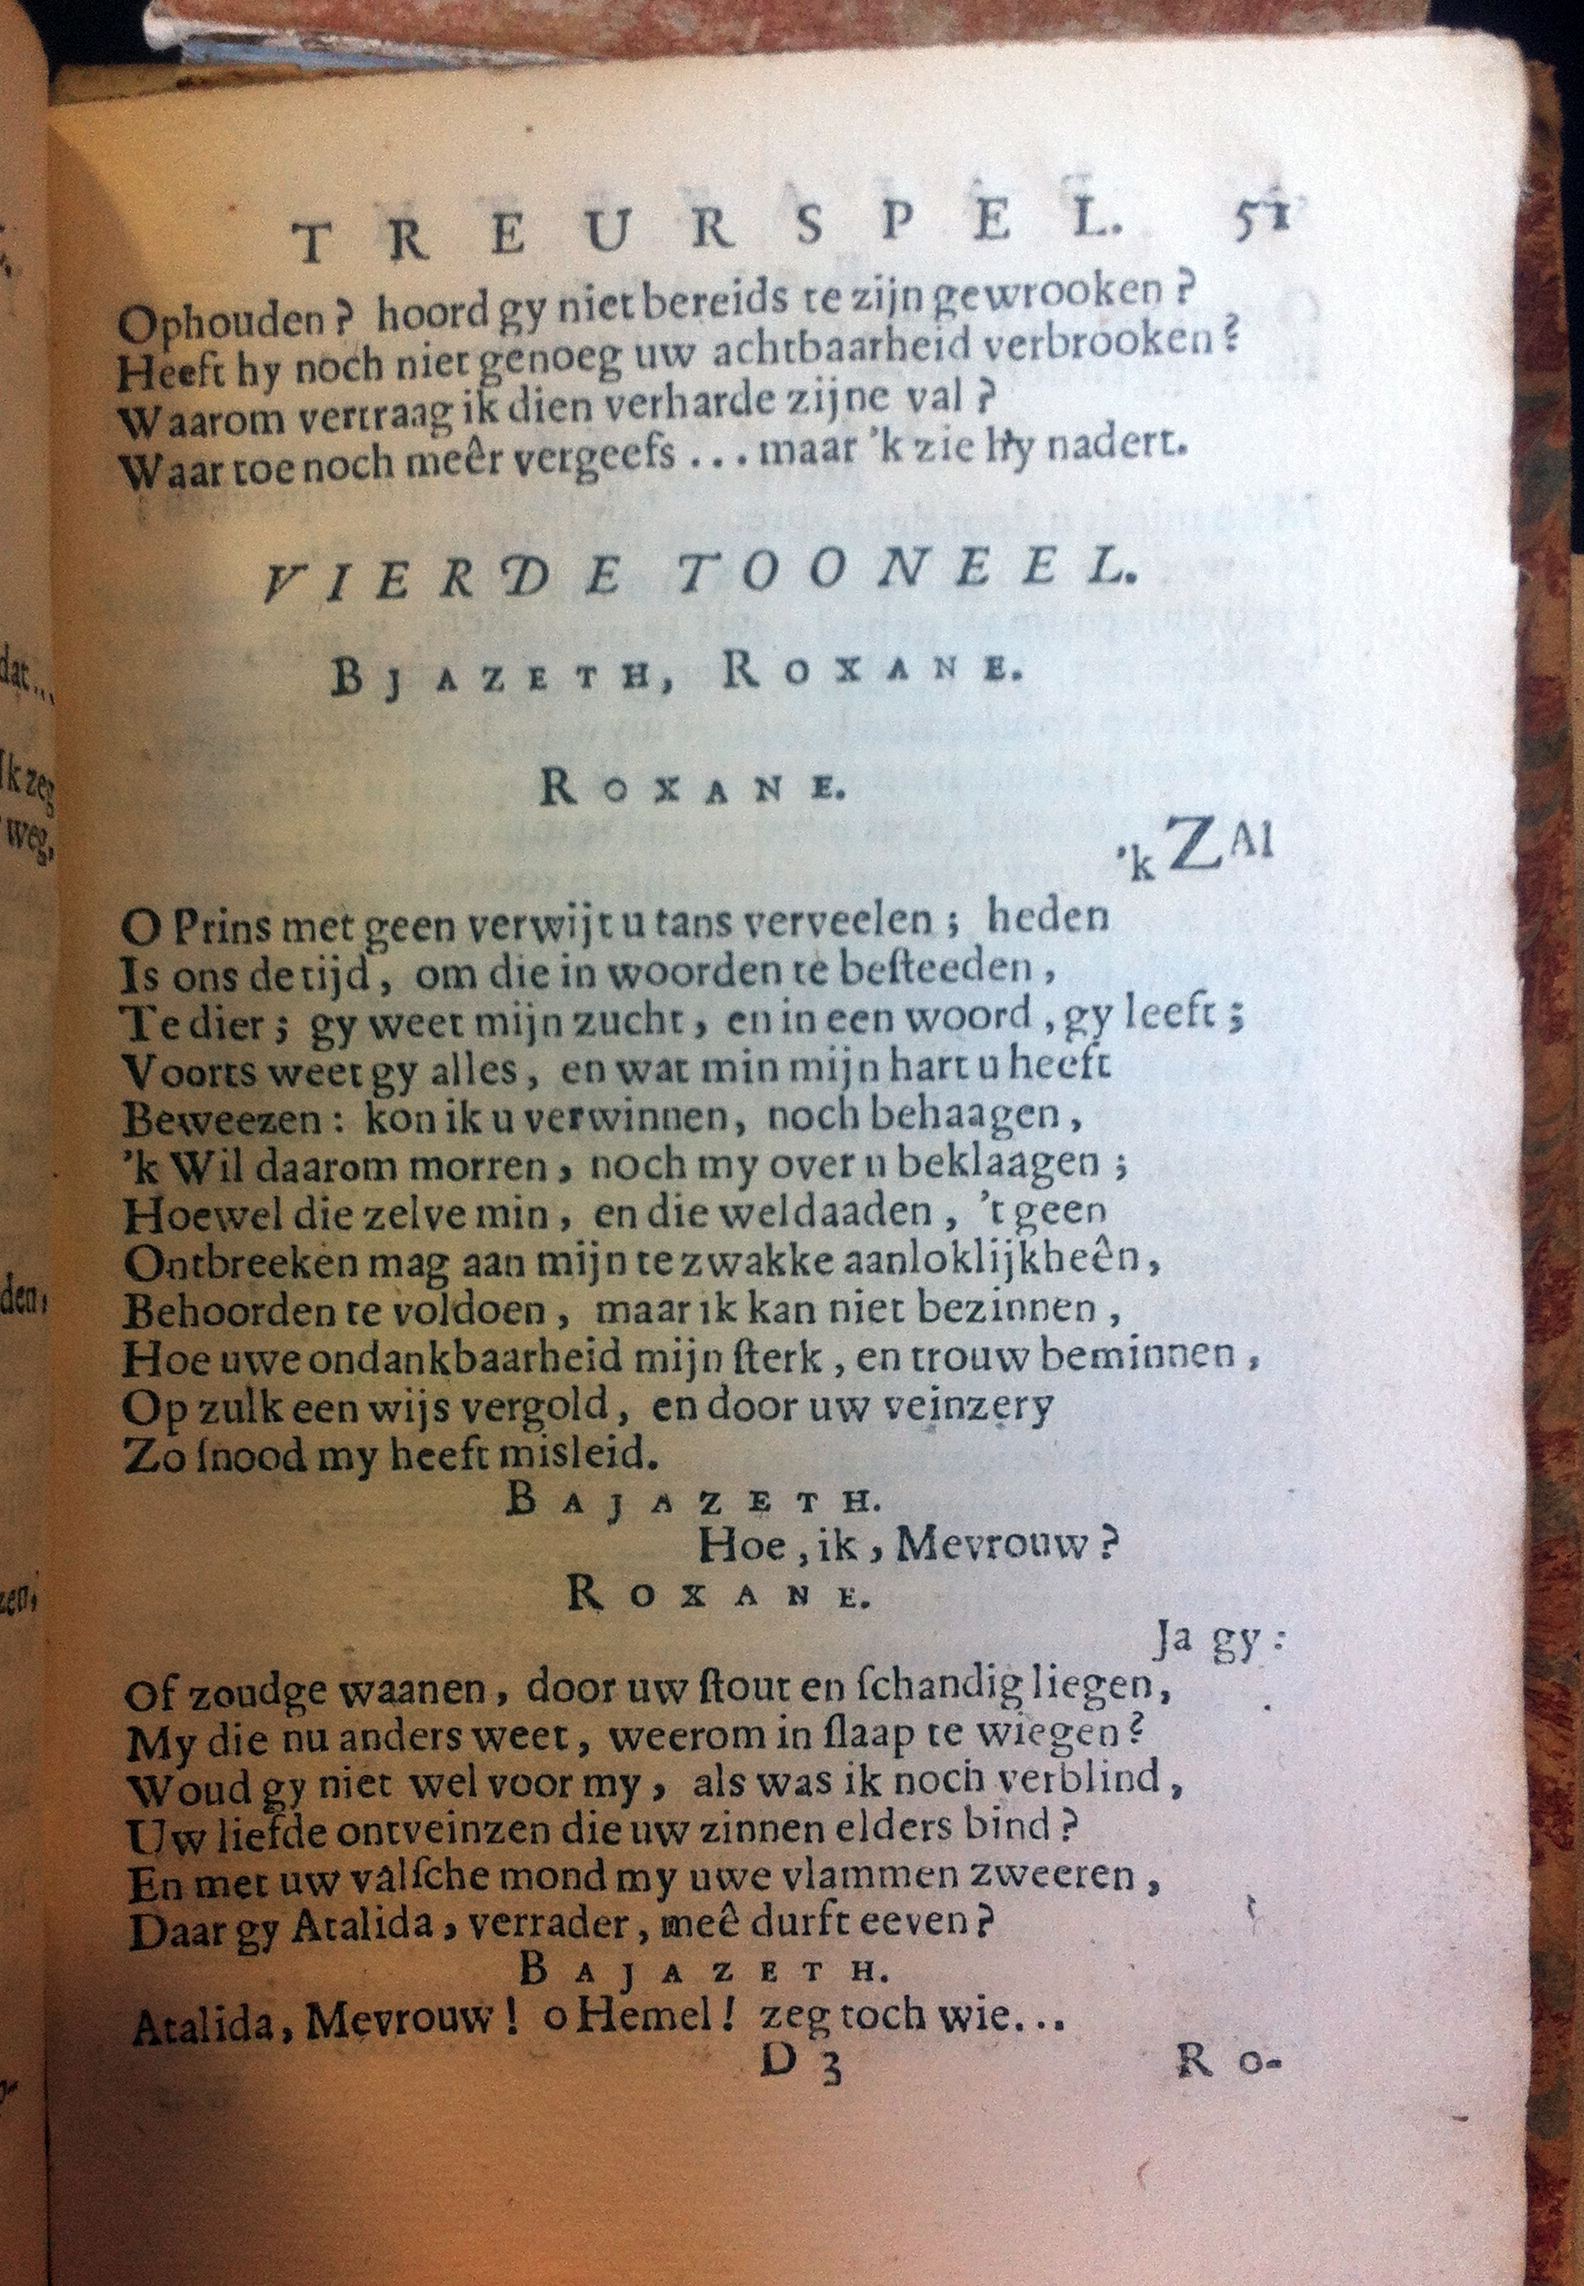 TREURSPEL. 51
Ophouden? hoord gy niet bereids te zijn gewrooken?
Heeft hy noch niet genoeg uw achtbaarheid verbrooken?
Waarom vertraag ik dien verharde zijne val?
Waar toe noch meêr vergeefs... maar 'k zie hy nadert.
VIERDE TOONEEL.
BJAZETH, ROXANE.
ROXANE.
'k ZAl
O Prins met geen verwijt u tans verveelen; heden
Is ons de tijd, om die in woorden te beſteeden,
Te dier; gy weet mijn zucht, en in een woord, gy leeft;
Voorts weet gy alles, en wat min mijn hart u heeft
Beweezen: kon ik u verwinnen, noch behaagen,
'k Wil daarom morren, noch my over u beklaagen;
Hoewel die zelve min, en die weldaaden, 't geen
Ontbreeken mag aan mijn te zwakke aanloklijkheên,
Behoorden te voldoen, maar ik kan niet bezinnen,
Hoe uwe ondankbaarheid mijn ſterk, en trouw beminnen,
Op zulk een wijs vergold, en door uw veinzery
Zo ſnood my heeft misleid.
BAJAZETH.
Hoe, ik, Mevrouw?
ROXANE.
Ja gy:
Of zoudge waanen, door uw ſtout en ſchandig liegen,
My die nu anders weet, weerom in ſlaap te wiegen?
Woud gy niet wel voor my, als was ik noch verblind,
Uw liefde ontveinzen die uw zinnen elders bind?
En met uw valſche mond my uwe vlammen zweeren,
Daar gy Atalida, verrader, meê durft eeven?
BAJAZETH.
Atalida, Mevrouw! o Hemel! zeg toch wie...
D 3 RO-